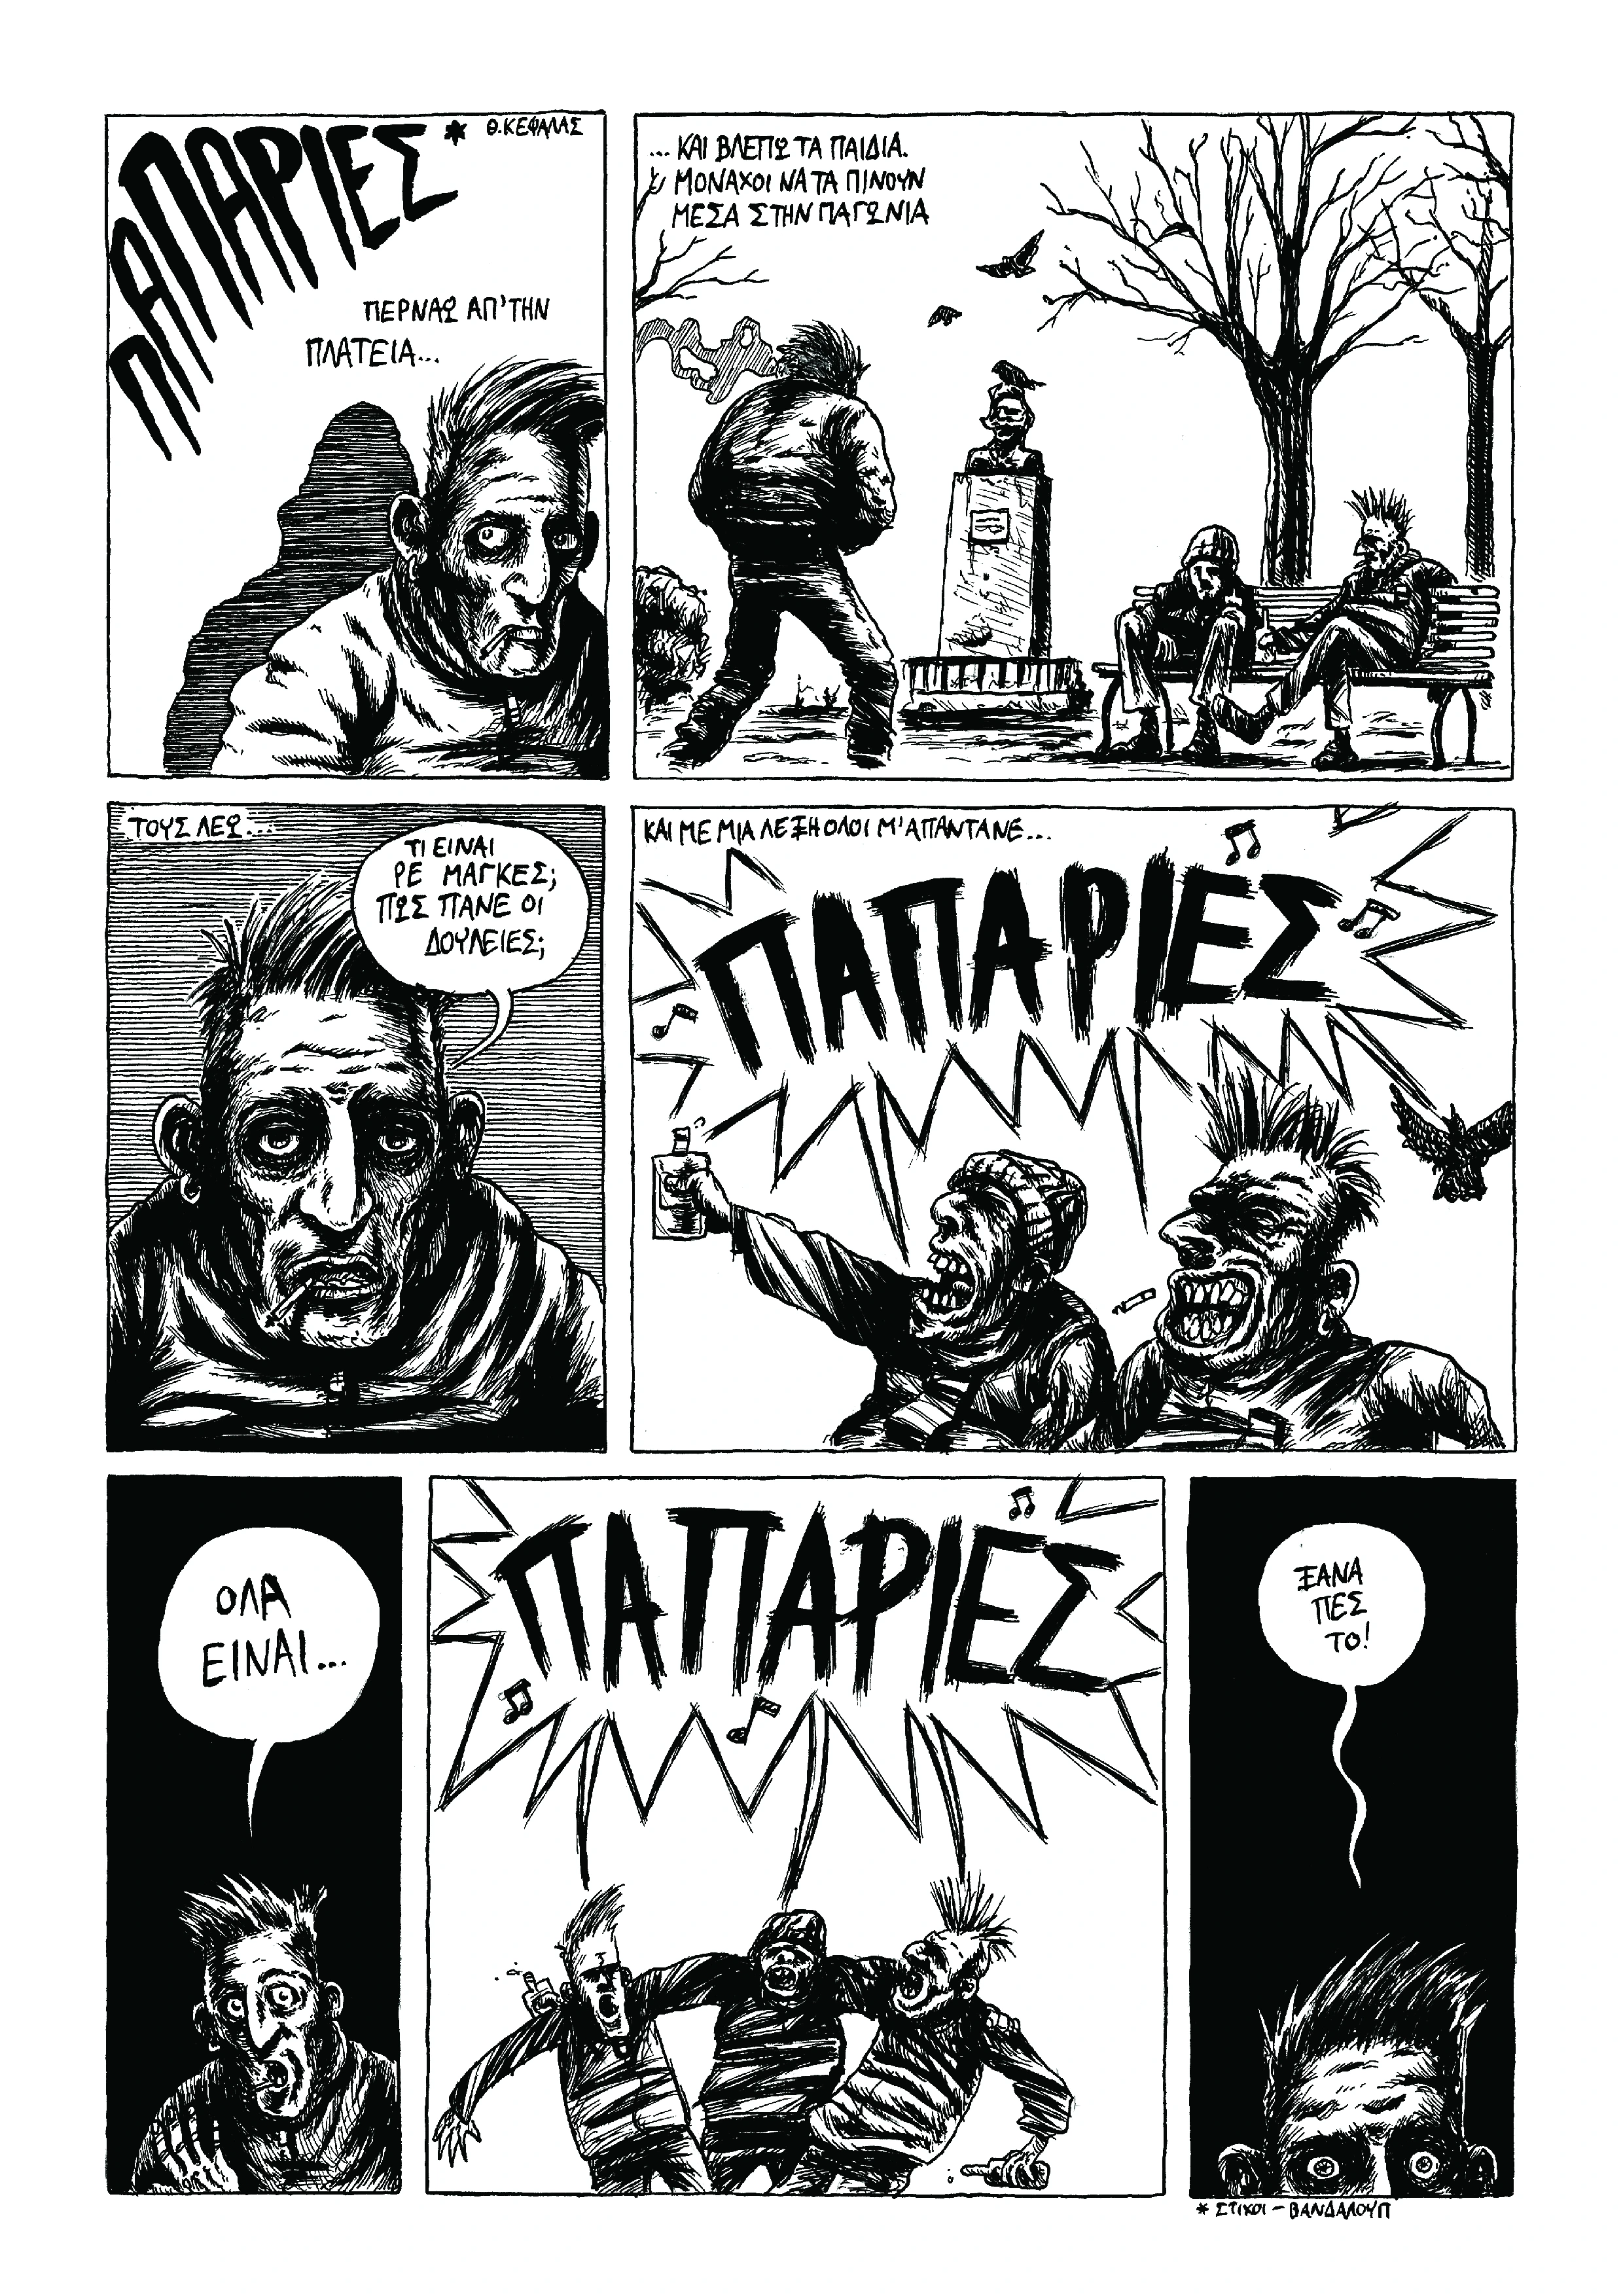 ΠΑΠΑΡΙΕΣ *
Θ.ΚΕΦΑΛΑΣ
ΠΕΡΝΑΩ ΑΠ'ΤΗΝ
ΠΛΑΤΕΙΑ...
... ΚΑΙ ΒΛΕΠΩ ΤΑ ΠΑΙΔΙΑ.
ΜΟΝΑΧΟΙ ΝΑ ΤΑ ΠΙΝΟΥΝ
ΜΕΣΑ ΣΤΗΝ ΠΑΓΩΝΙΑ
ΤΟΥΣ ΛΕΩ...
ΤΙ ΕΙΝΑΙ
ΡΕ ΜΑΓΚΕΣ;
ΠΩΣ ΠΑΝΕ ΟΙ
ΔΟΥΛΕΙΕΣ;
ΚΑΙ ΜΕ ΜΙΑ ΛΕΞΗ ΟΛΟΙ Μ'ΑΠΑΝΤΑΝΕ...
ΠΑΠΑΡΙΕΣ
ΟΛΑ
ΕΙΝΑΙ...
ΠΑΠΑΡΙΕΣ
ΞΑΝΑ
ΠΕΣ
ΤΟ!
* ΣΤΙΧΟΙ - ΒΑΝΔΑΛΟΥΠ